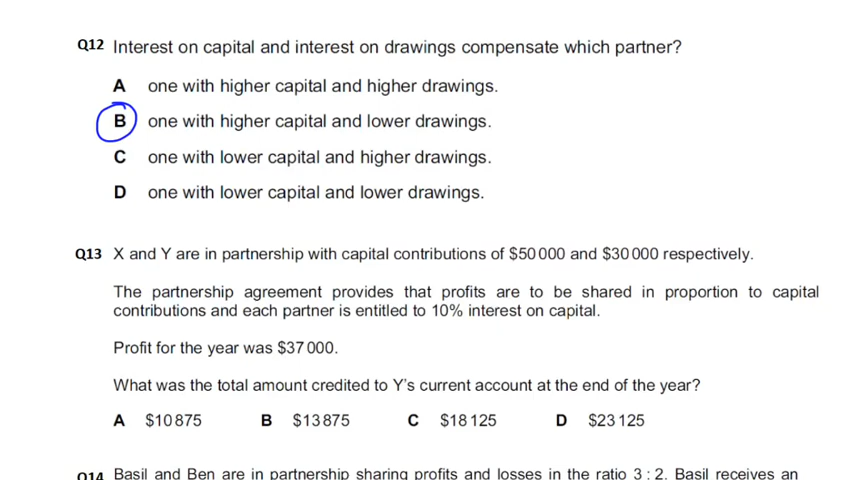 Q12 Interest on capital and interest on drawings compensate which partner?
A one with higher capital and higher drawings.
B one with higher capital and lower drawings.
C one with lower capital and higher drawings.
D one with lower capital and lower drawings.
Q13 X and Y are in partnership with capital contributions of $50 000 and $30 000 respectively.
The partnership agreement provides that profits are to be shared in proportion to capital
contributions and each partner is entitled to 10% interest on capital.
Profit for the year was $37 000.
What was the total amount credited to Y's current account at the end of the year?
A $10 875 B $13 875 C $18 125 D $23 125
Q14 Basil and Ben are in partnership sharing profits and losses in the ratio 3 : 2. Basil receives an